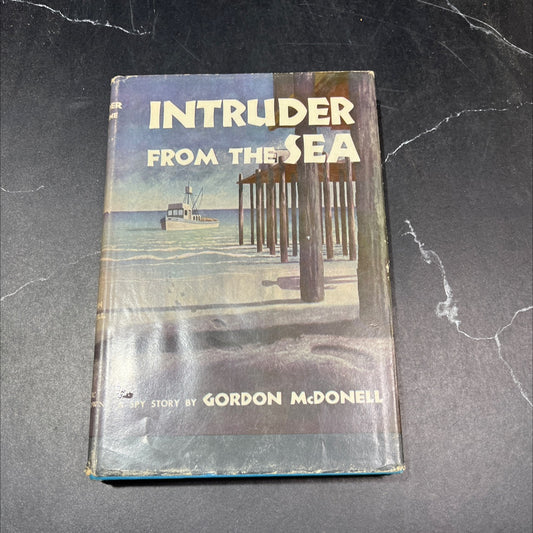 INTRUDER
FROM THE SEA
SPY STORY BY GORDON McDONELL